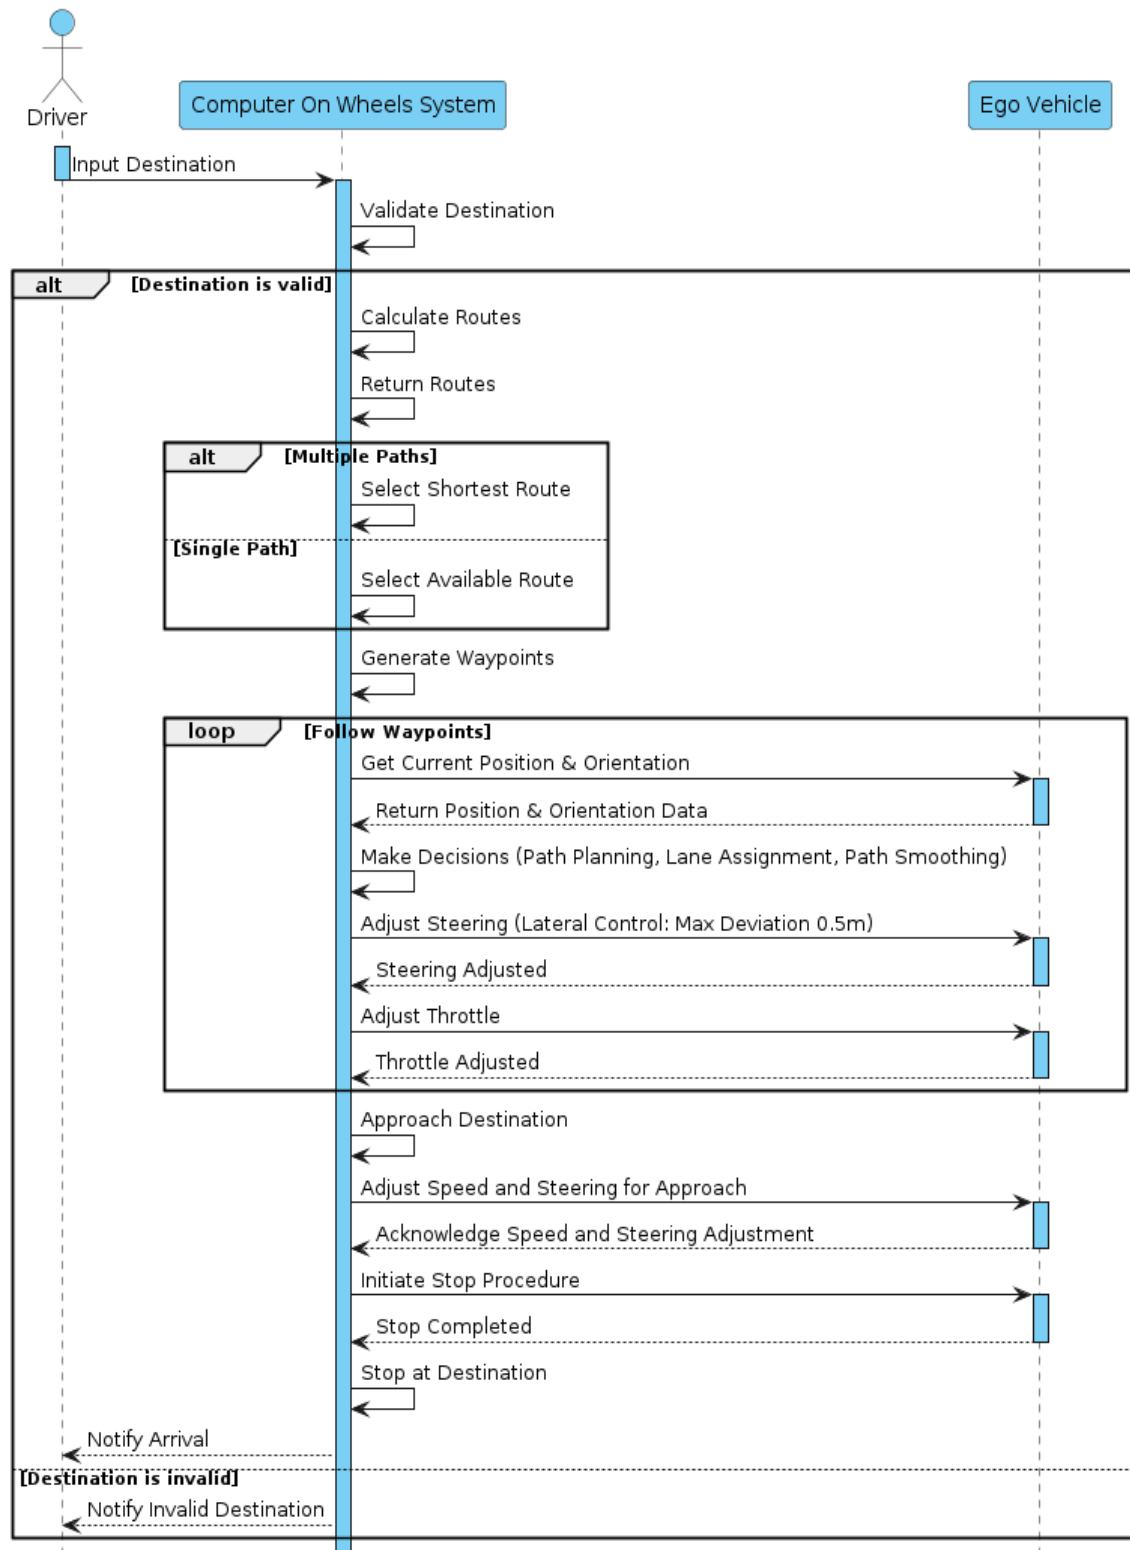 Driver
Computer On Wheels System
Ego Vehicle
Input Destination
Validate Destination
alt [Destination is valid]
Calculate Routes
Return Routes
alt [Multiple Paths]
Select Shortest Route
[Single Path]
Select Available Route
Generate Waypoints
loop [Follow Waypoints]
Get Current Position & Orientation
Return Position & Orientation Data
Make Decisions (Path Planning, Lane Assignment, Path Smoothing)
Adjust Steering (Lateral Control: Max Deviation 0.5m)
Steering Adjusted
Adjust Throttle
Throttle Adjusted
Approach Destination
Adjust Speed and Steering for Approach
Acknowledge Speed and Steering Adjustment
Initiate Stop Procedure
Stop Completed
Stop at Destination
Notify Arrival
[Destination is invalid]
Notify Invalid Destination